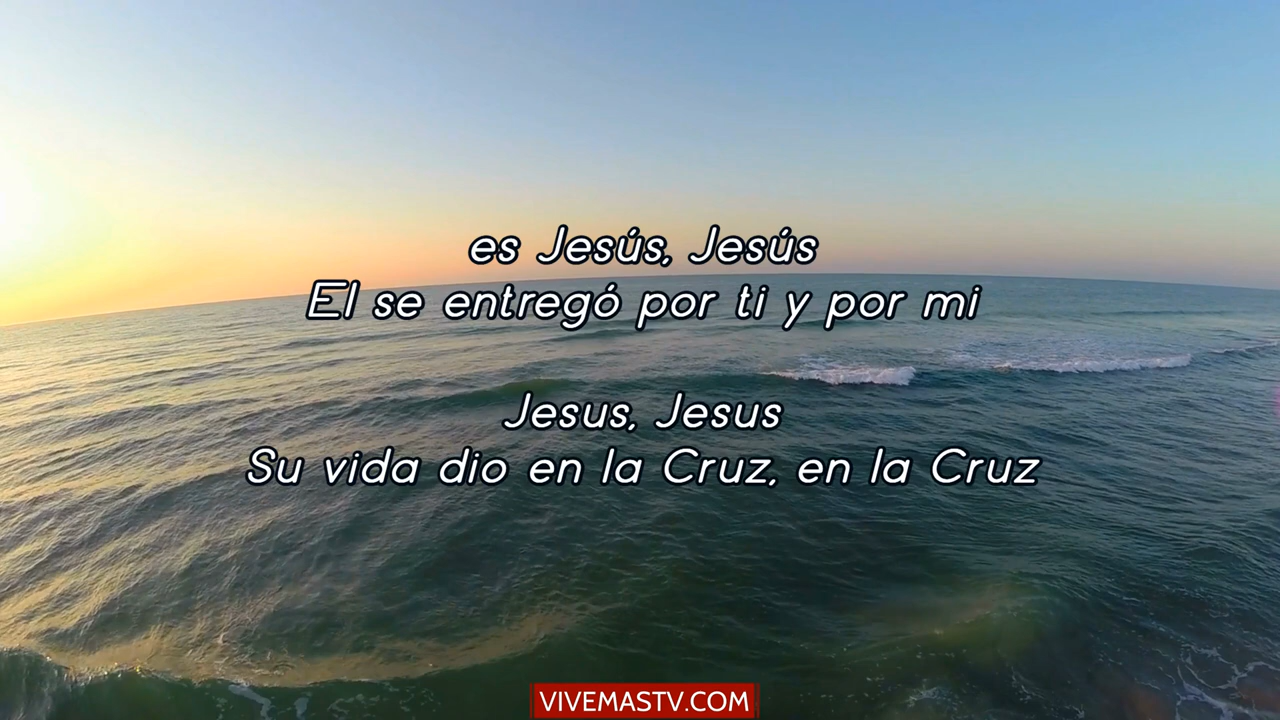 es Jesús, Jesús
El se entregó por ti y por mi
Jesus, Jesus
Su vida dio en la Cruz, en la Cruz
VIVEMASTV.COM